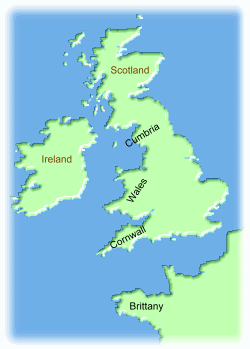 Scotland
Cumbria
Ireland
Wales
Cornwall
Brittany